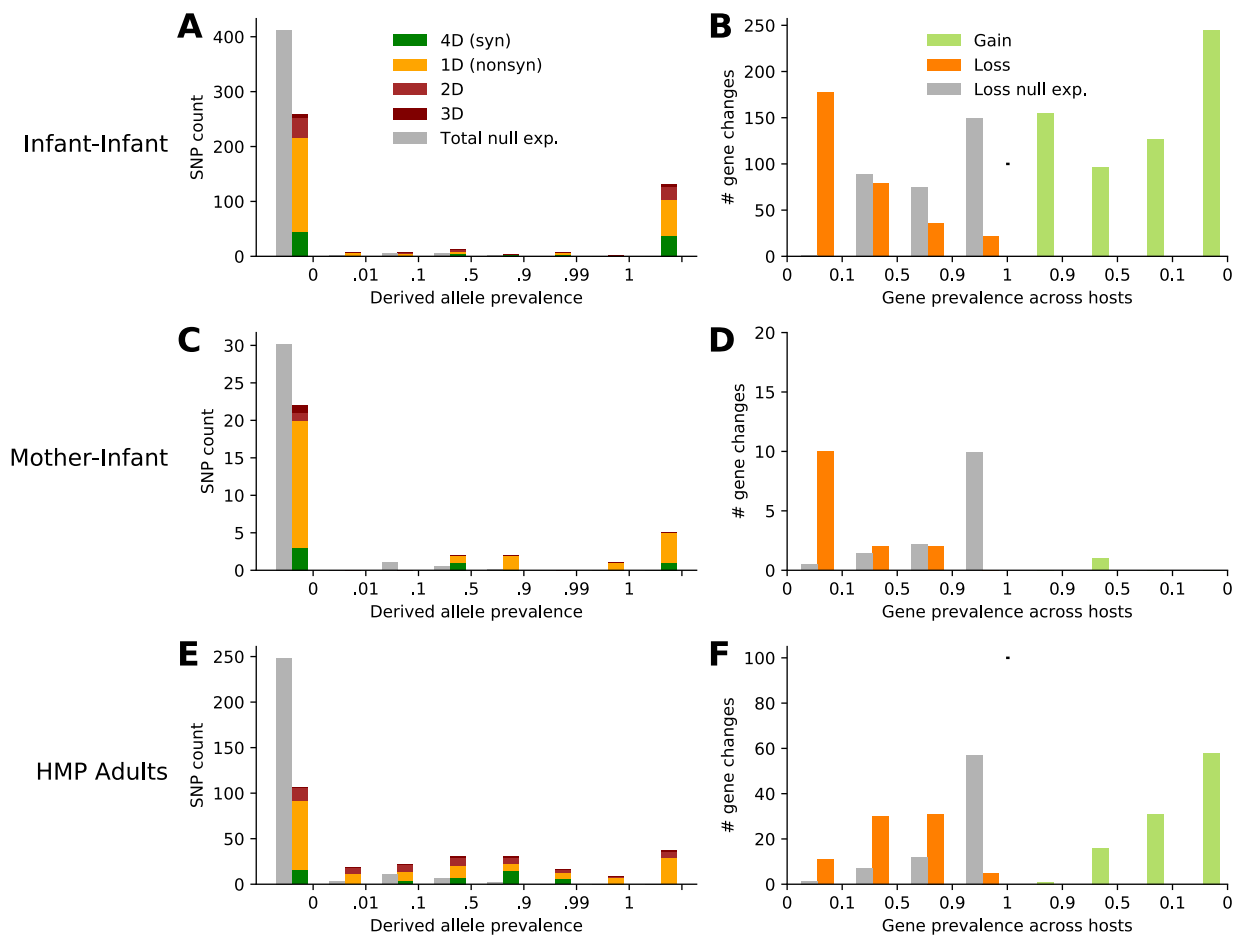 A
B
400
300
200
100
0
SNP count
4D (syn)
1D (nonsyn)
2D
3D
Total null exp.
0 .01 .1 .5 .9 .99 1
Derived allele prevalence
Infant-Infant
250
200
150
100
50
0
# gene changes
Gain
Loss
Loss null exp.
0 0.1 0.5 0.9 1 0.9 0.5 0.1 0
Gene prevalence across hosts
C
D
30
25
20
15
10
5
0
SNP count
0 .01 .1 .5 .9 .99 1
Derived allele prevalence
Mother-Infant
20
15
10
5
0
# gene changes
0 0.1 0.5 0.9 1 0.9 0.5 0.1 0
Gene prevalence across hosts
E
F
250
200
150
100
50
0
SNP count
0 .01 .1 .5 .9 .99 1
Derived allele prevalence
HMP Adults
100
80
60
40
20
0
# gene changes
0 0.1 0.5 0.9 1 0.9 0.5 0.1 0
Gene prevalence across hosts